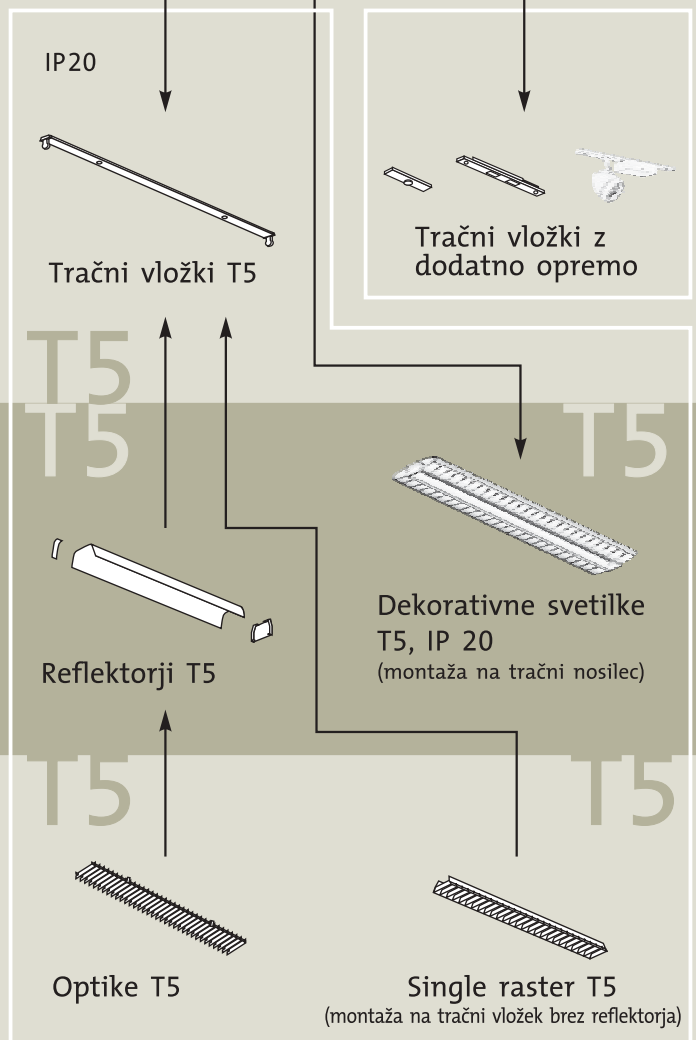 IP20
Tračni vložki z
dodatno opremo
Tračni vložki T5
T5
T5
T5
Dekorativne svetilke
T5, IP 20
(montaža na tračni nosilec)
Reflektorji T5
T5
T5
Optike T5
Single raster T5
(montaža na tračni vložek brez reflektorja)